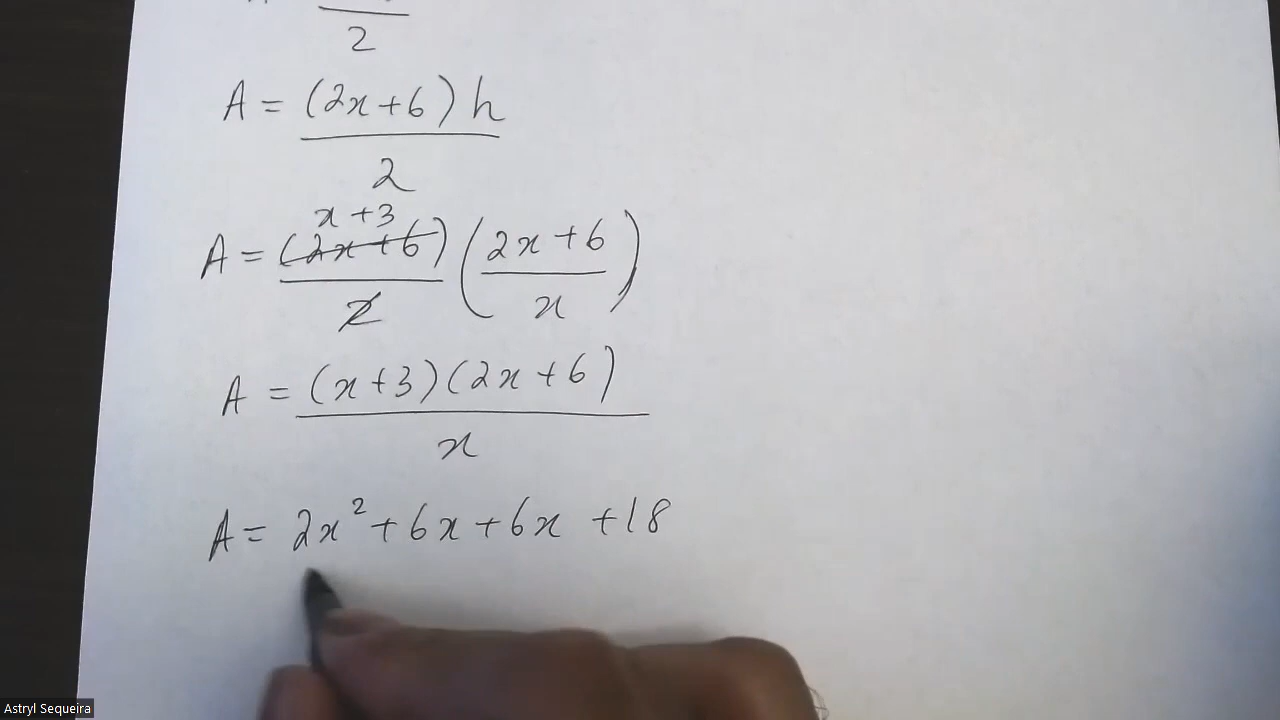 2
A = (2x+6) h
2
x + 3
A = (2x + 6) (2x + 6)
2 x
A = (x+3)(2x+6)
x
A = 2x² + 6x + 6x + 18
Astryl Sequeira